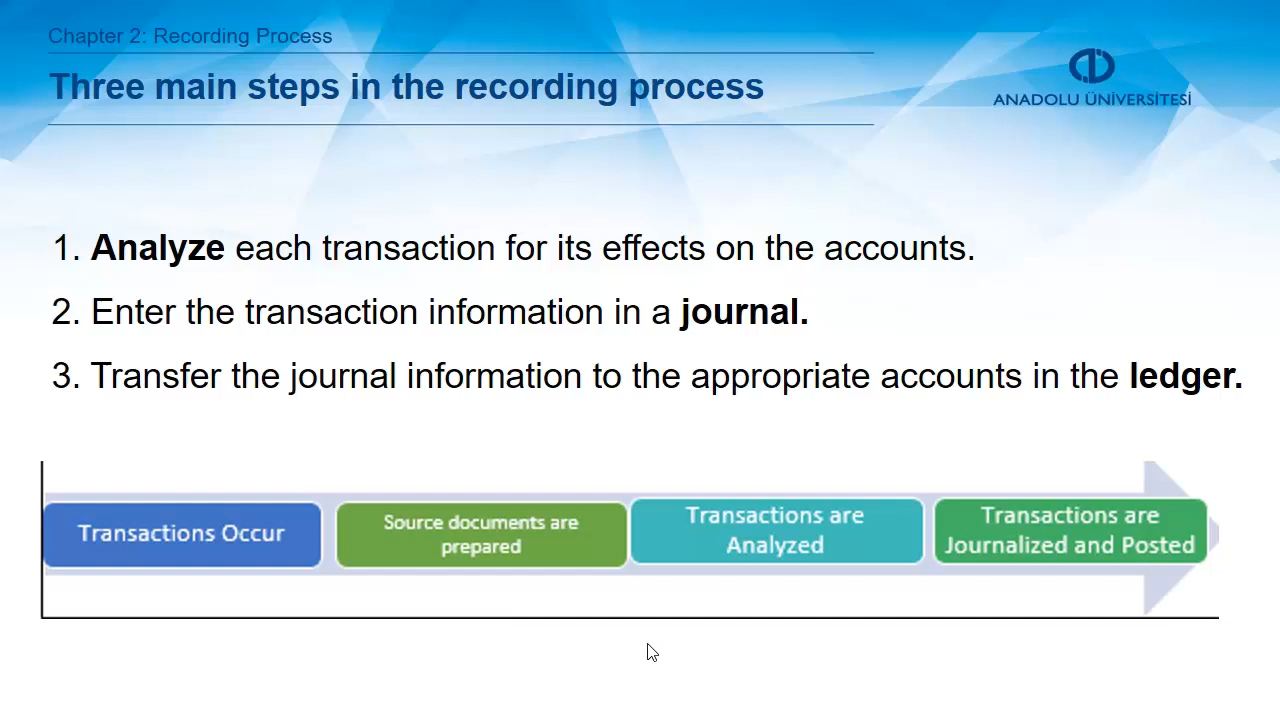 Chapter 2: Recording Process
Three main steps in the recording process
ANADOLU ÜNİVERSİTESİ
1. Analyze each transaction for its effects on the accounts.
2. Enter the transaction information in a journal.
3. Transfer the journal information to the appropriate accounts in the ledger.
Transactions Occur
Source documents are
prepared
Transactions are
Analyzed
Transactions are
Journalized and Posted